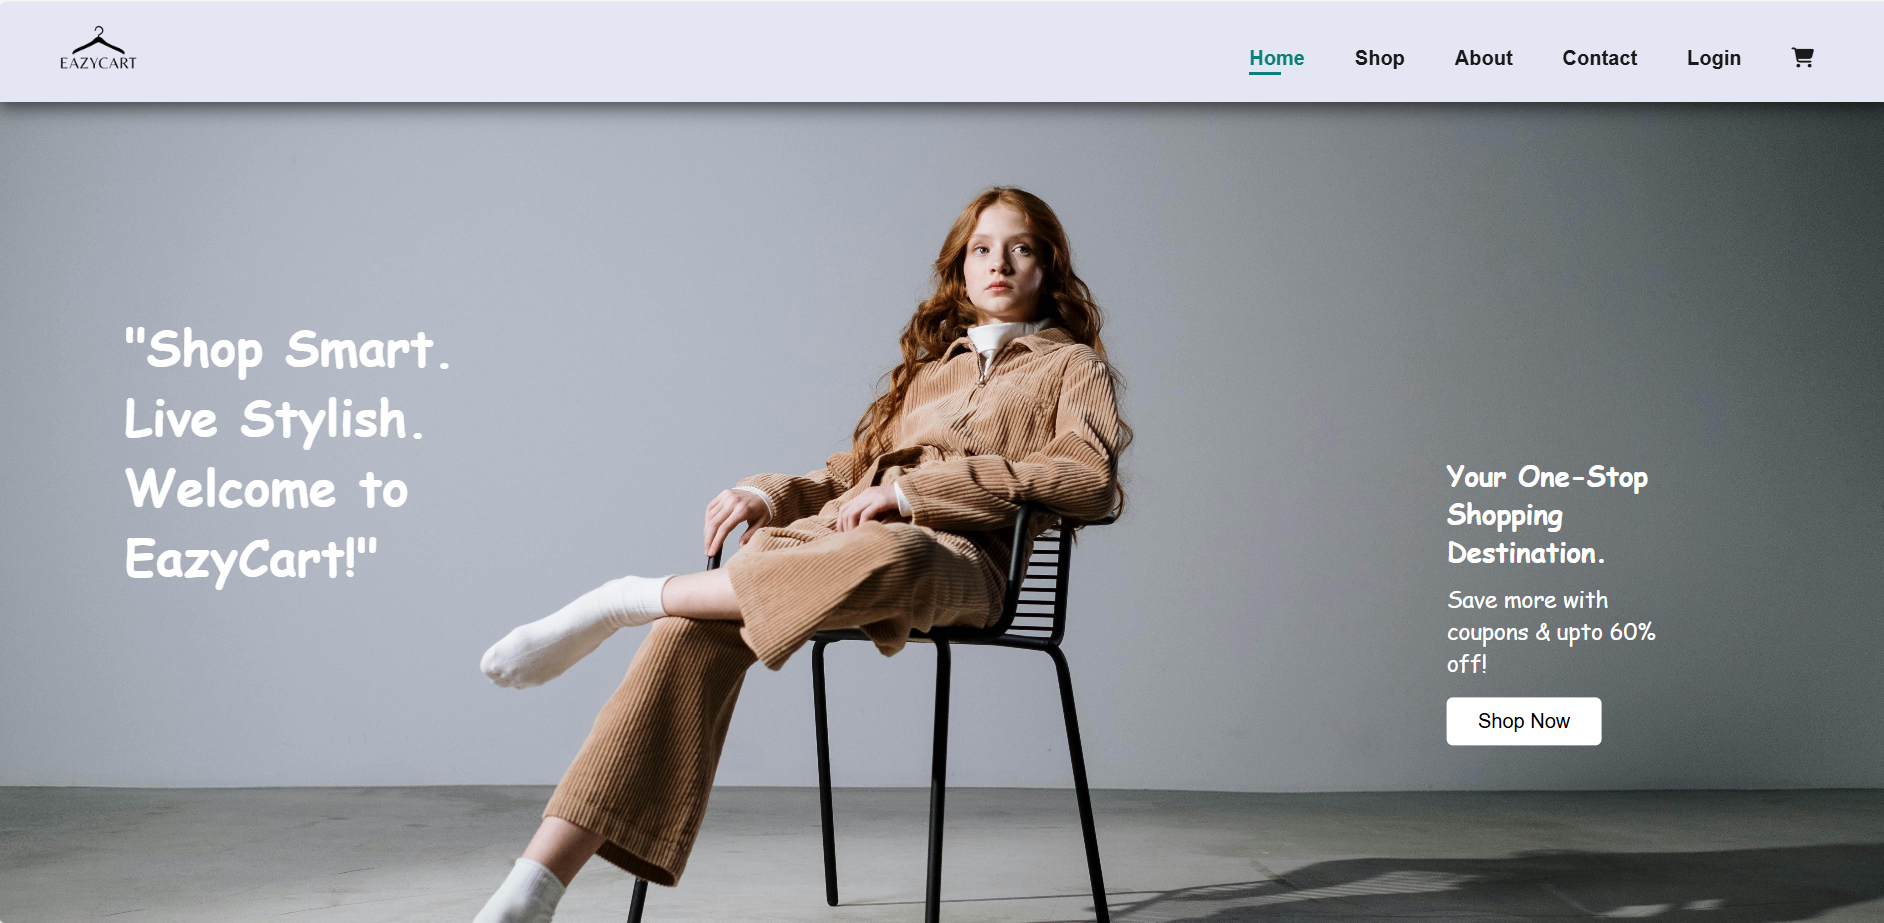 EAZYCART
Home Shop About Contact Login
"Shop Smart.
Live Stylish.
Welcome to
EazyCart!"
Your One-Stop
Shopping
Destination.
Save more with
coupons & upto 60%
off!
Shop Now